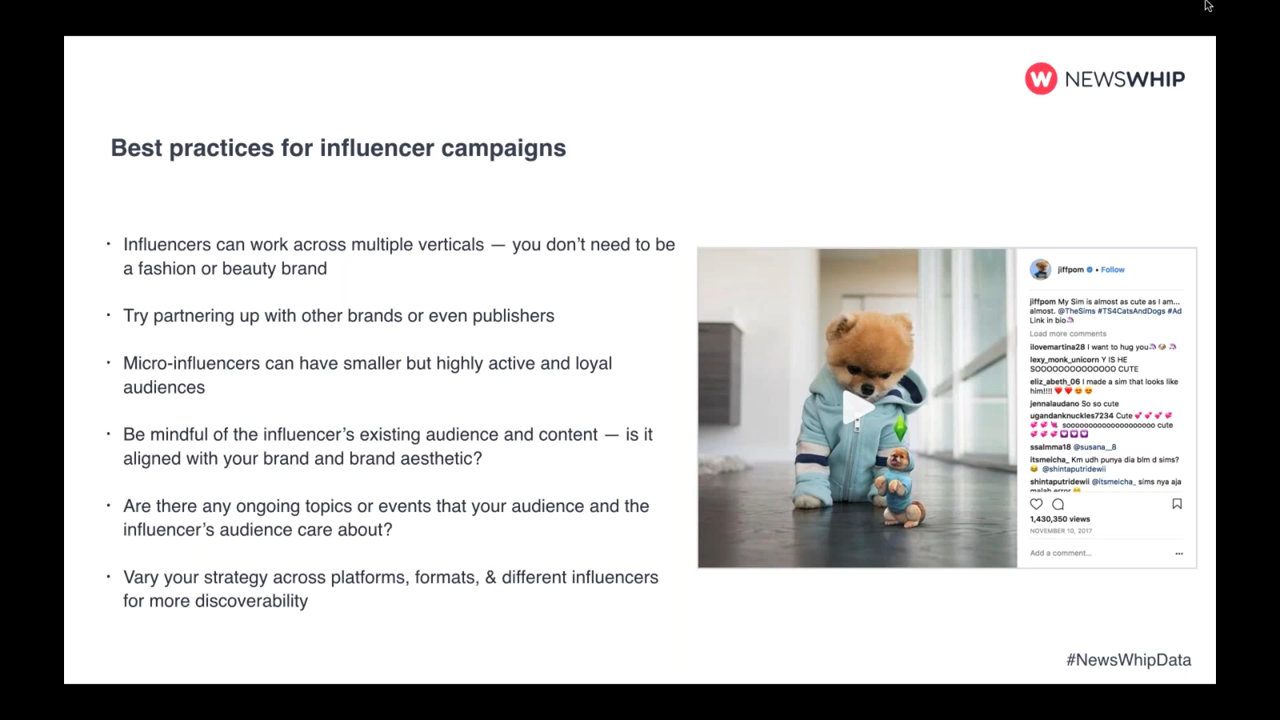 W NEWSWHIP
Best practices for influencer campaigns
· Influencers can work across multiple verticals — you don't need to be
a fashion or beauty brand
· Try partnering up with other brands or even publishers
· Micro-influencers can have smaller but highly active and loyal
audiences
· Be mindful of the influencer's existing audience and content — is it
aligned with your brand and brand aesthetic?
· Are there any ongoing topics or events that your audience and the
influencer's audience care about?
· Vary your strategy across platforms, formats, & different influencers
for more discoverability
jiffpom • Follow
jiffpom My Sim is almost as cute as I am...
almost. @TheSims #TS4CatsAndDogs #Ad
Link in bio🦄
Load more comments
ilovemartina28 I want to hug you🦄 🐶 🦄
lexy_monk_unicorn Y IS HE
SOOOOOOOOOOOOOO CUTE
eliz_abeth_06 I made a sim that looks like
him!!!! ❤️ ❤️ 😍 😍
jennalaudano So so cute
ugandanknuckles7234 Cute 💕 💕 💕 💕
💕 💕 💘 sooooooooooooooooooo cute
💞 💞 💞 💟 💟 💟
ssalmma18 @susana__8
itsmeicha_ Km udh punya dia blm d sims?
😂 @shintaputridewii
shintaputridewii @itsmeicha_ sims nya aja
malah error
1,430,350 views
NOVEMBER 10, 2017
Add a comment... ...
#NewsWhipData